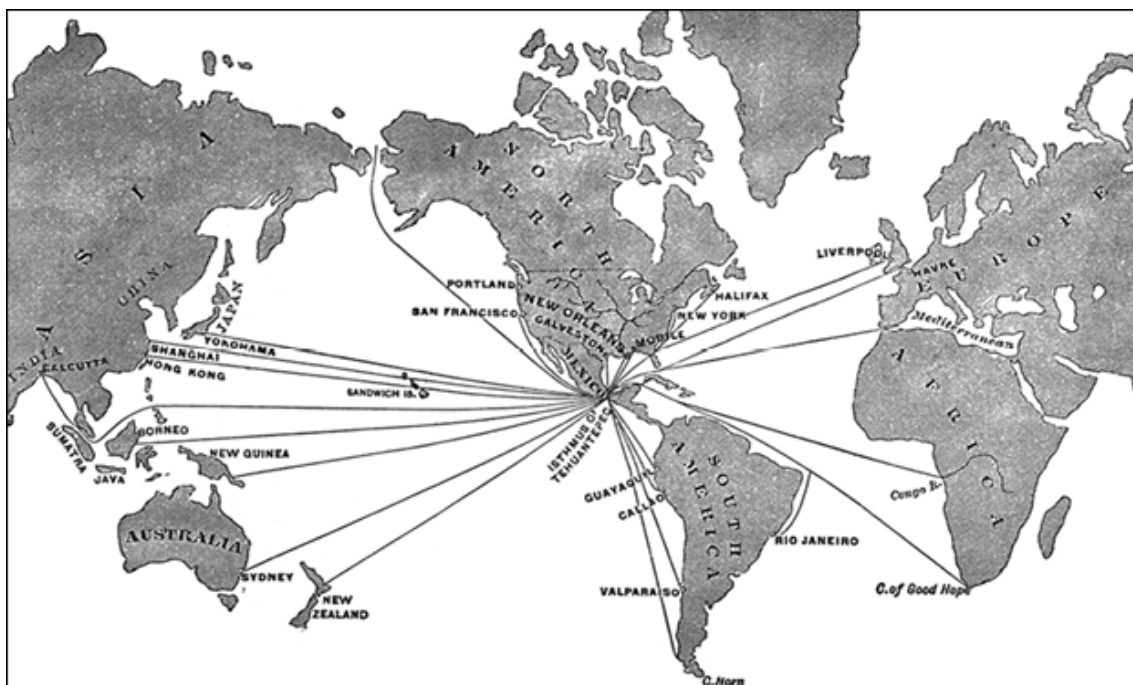 ASIA
CHINA
JAPAN
INDIA
CALCUTTA
YOKOHAMA
SHANGHAI
HONG KONG
SANDWICH IS.
SUMATRA
BORNEO
JAVA
NEW GUINEA
AUSTRALIA
SYDNEY
NEW
ZEALAND
NORTH
AMERICA
PORTLAND
SAN FRANCISCO
NEW ORLEANS
GALVESTON
MOBILE
NEW YORK
HALIFAX
MEXICO
ISTHMUS OF
TEHUANTEPEC
SOUTH
AMERICA
GUAYAQUIL
CALLAO
RIO JANEIRO
VALPARAISO
C. Horn
LIVERPOOL
HAVRE
EUROPE
Mediterranean
AFRICA
Congo R.
C. of Good Hope